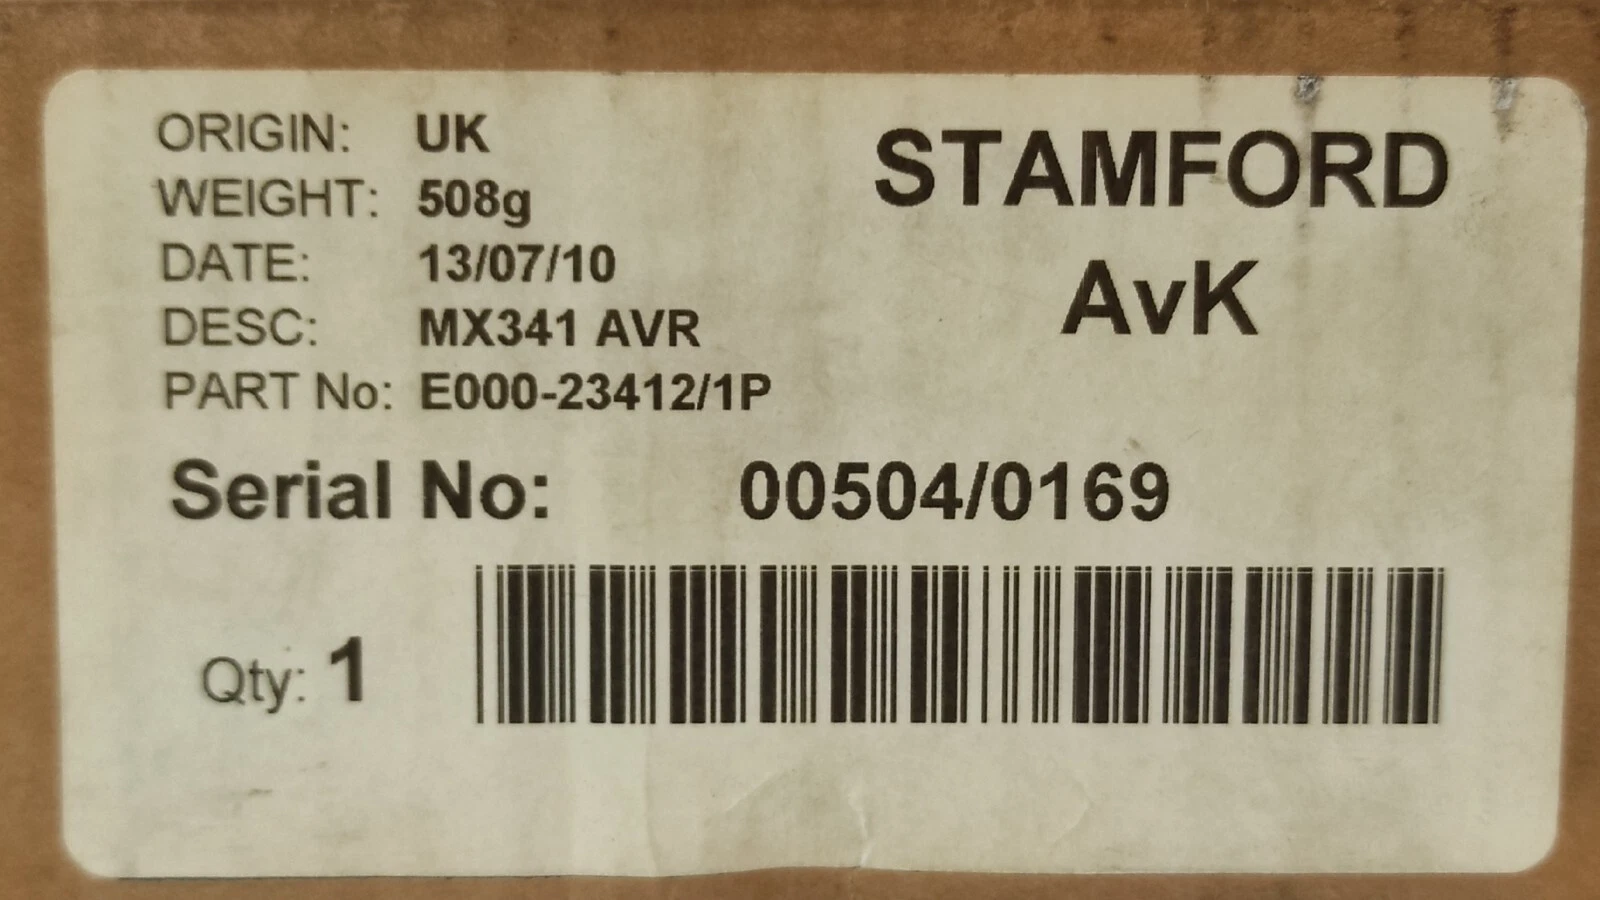 ORIGIN: UK
WEIGHT: 508g
DATE: 13/07/10
DESC: MX341 AVR
PART No: E000-23412/1P
STAMFORD
AvK
Serial No: 00504/0169
Qty: 1